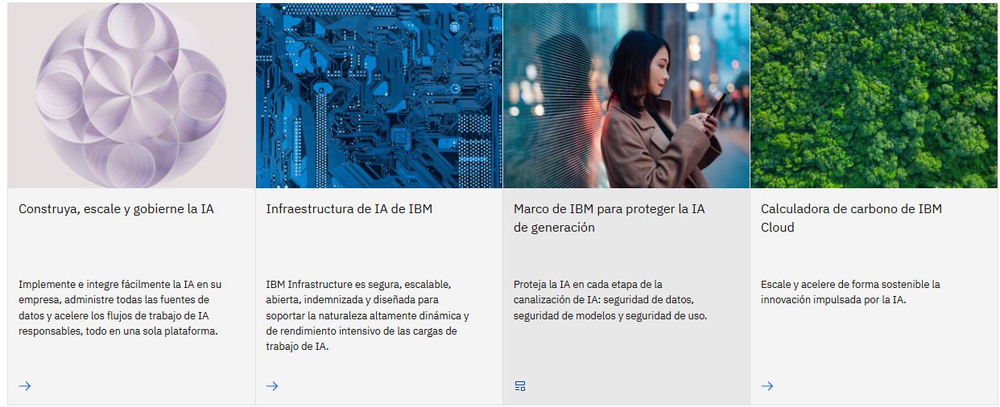 Construya, escale y gobierne la IA
Implemente e integre fácilmente la IA en su
empresa, administre todas las fuentes de
datos y acelere los flujos de trabajo de IA
responsables, todo en una sola plataforma.
Infraestructura de IA de IBM
IBM Infrastructure es segura, escalable,
abierta, indemnizada y diseñada para
soportar la naturaleza altamente dinámica y
de rendimiento intensivo de las cargas de
trabajo de IA.
Marco de IBM para proteger la IA
de generación
Proteja la IA en cada etapa de la
canalización de IA: seguridad de datos,
seguridad de modelos y seguridad de uso.
Calculadora de carbono de IBM
Cloud
Escale y acelere de forma sostenible la
innovación impulsada por la IA.